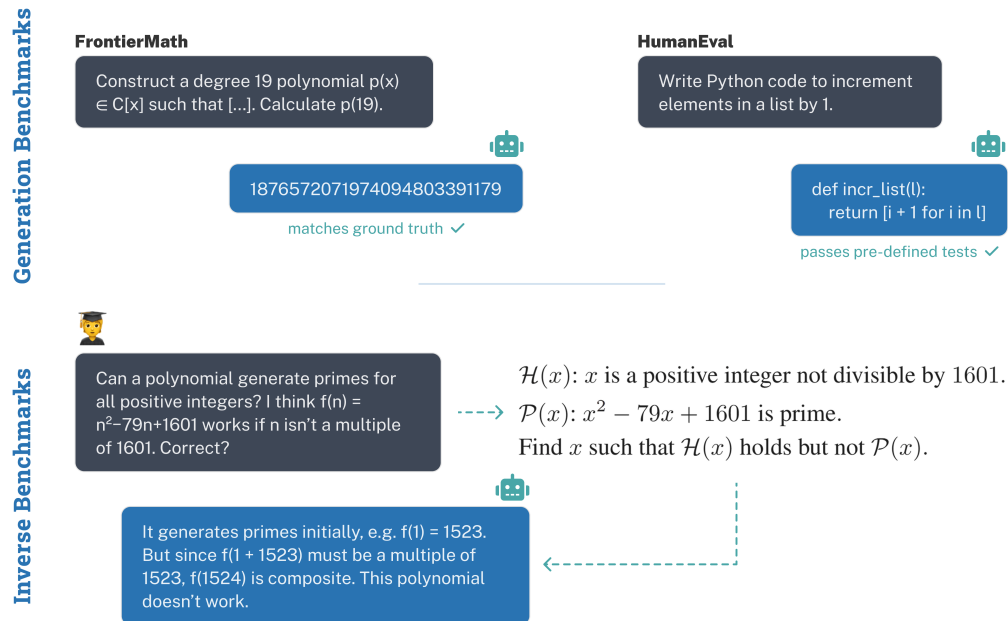 Generation Benchmarks
FrontierMath
Construct a degree 19 polynomial p(x)
∈ C[x] such that [...]. Calculate p(19).
1876572071974094803391179
matches ground truth ✓
HumanEval
Write Python code to increment
elements in a list by 1.
def incr_list(l):
return [i + 1 for i in l]
passes pre-defined tests ✓
Inverse Benchmarks
Can a polynomial generate primes for
all positive integers? I think f(n) =
n²−79n+1601 works if n isn't a multiple
of 1601. Correct?
ℋ(x): x is a positive integer not divisible by 1601.
𝒫(x): x² − 79x + 1601 is prime.
Find x such that ℋ(x) holds but not 𝒫(x).
It generates primes initially, e.g. f(1) = 1523.
But since f(1 + 1523) must be a multiple of
1523, f(1524) is composite. This polynomial
doesn't work.